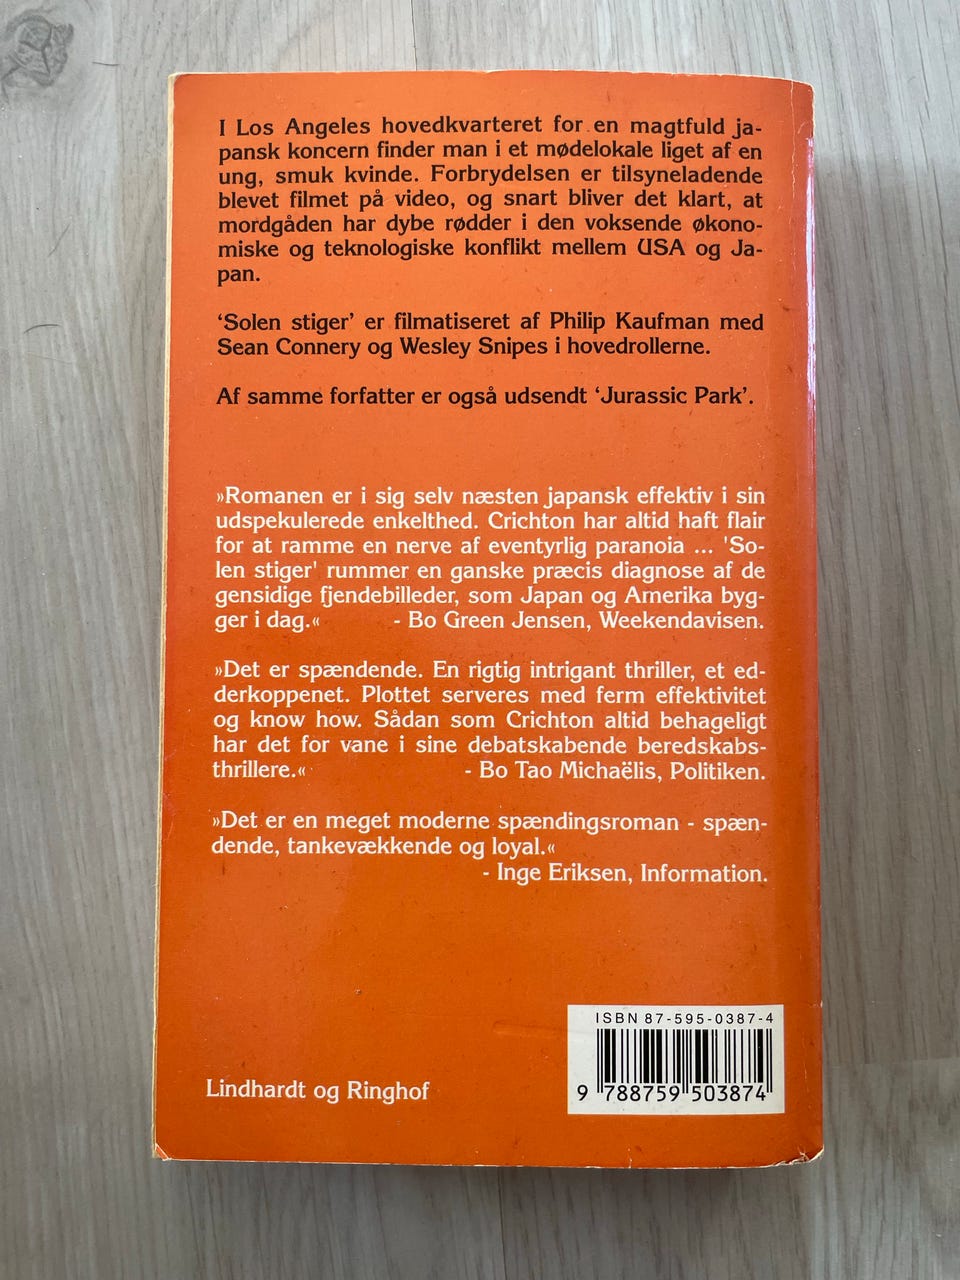 I Los Angeles hovedkvarteret for en magtfuld ja-
pansk koncern finder man i et mødelokale liget af en
ung, smuk kvinde. Forbrydelsen er tilsyneladende
blevet filmet på video, og snart bliver det klart, at
mordgåden har dybe rødder i den voksende økono-
miske og teknologiske konflikt mellem USA og Ja-
pan.
‘Solen stiger’ er filmatiseret af Philip Kaufman med
Sean Connery og Wesley Snipes i hovedrollerne.
Af samme forfatter er også udsendt ‘Jurassic Park’.
»Romanen er i sig selv næsten japansk effektiv i sin
udspekulerede enkelthed. Crichton har altid haft flair
for at ramme en nerve af eventyrlig paranoia ... 'So-
len stiger' rummer en ganske præcis diagnose af de
gensidige fjendebilleder, som Japan og Amerika byg-
ger i dag.« - Bo Green Jensen, Weekendavisen.
»Det er spændende. En rigtig intrigant thriller, et ed-
derkoppenet. Plottet serveres med ferm effektivitet
og know how. Sådan som Crichton altid behageligt
har det for vane i sine debatskabende beredskabs-
thrillere.« - Bo Tao Michaëlis, Politiken.
»Det er en meget moderne spændingsroman - spæn-
dende, tankevækkende og loyal.«
- Inge Eriksen, Information.
ISBN 87-595-0387-4
9 788759 503874
Lindhardt og Ringhof